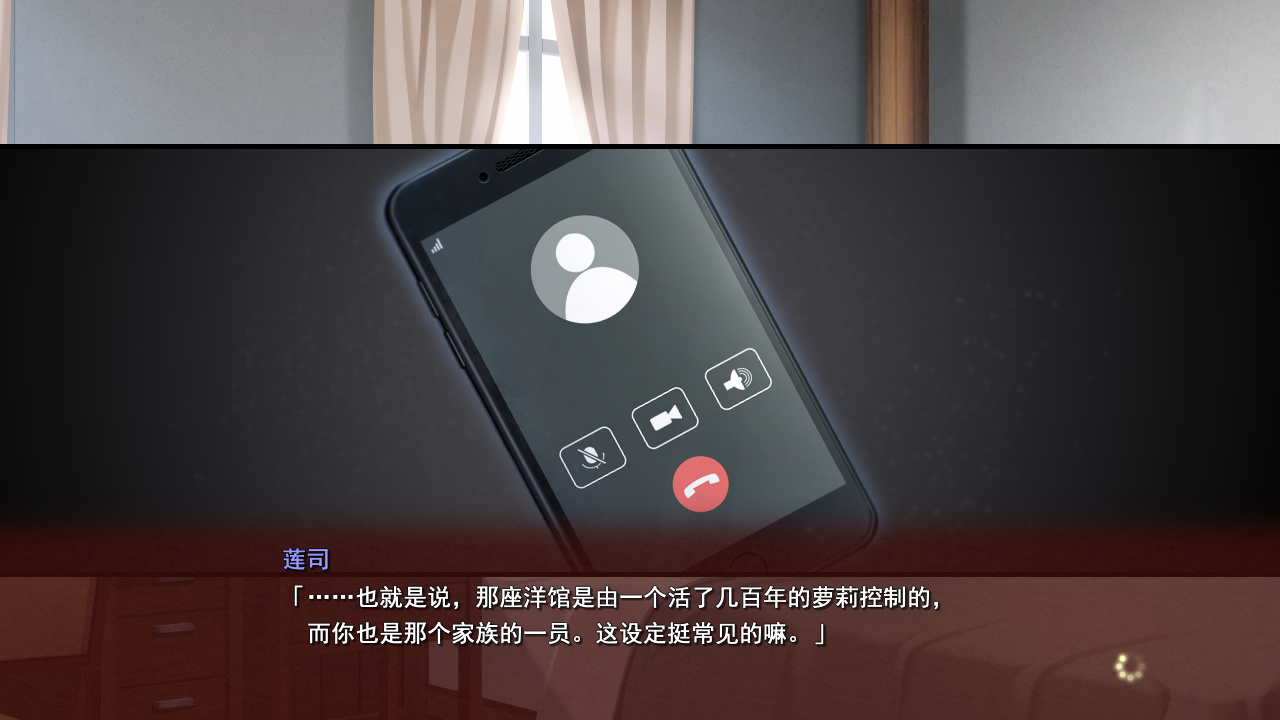 莲司
「……也就是说，那座洋馆是由一个活了几百年的萝莉控制的，
而你也是那个家族的一员。这设定挺常见的嘛。」